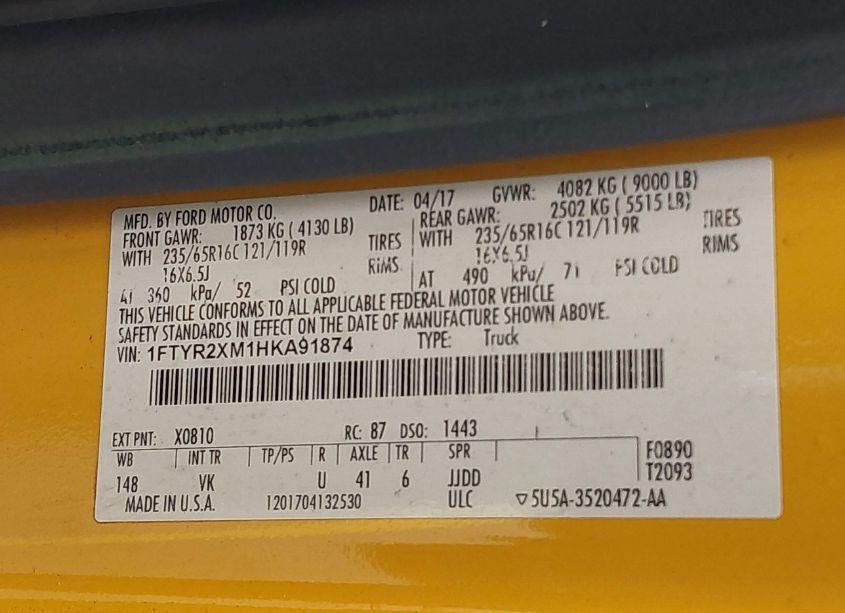 MFD. BY FORD MOTOR CO. DATE: 04/17 GVWR: 4082 KG ( 9000 LB)
FRONT GAWR: 1873 KG ( 4130 LB) REAR GAWR: 2502 KG ( 5515 LB)
WITH 235/65R16C 121/119R TIRES WITH 235/65R16C 121/119R TIRES
16X6.5J RIMS 16X6.5J RIMS
AT 360 kPa/ 52 PSI COLD AT 490 kPa/ 71 PSI COLD
THIS VEHICLE CONFORMS TO ALL APPLICABLE FEDERAL MOTOR VEHICLE
SAFETY STANDARDS IN EFFECT ON THE DATE OF MANUFACTURE SHOWN ABOVE.
VIN: 1FTYR2XM1HKA91874 TYPE: Truck
EXT PNT: X0810 RC: 87 DSO: 1443
WB INT TR TP/PS R AXLE TR SPR F0890
148 VK U 41 6 JJDD T2093
MADE IN U.S.A. 1201704132530 ULC ▽5U5A-3520472-AA